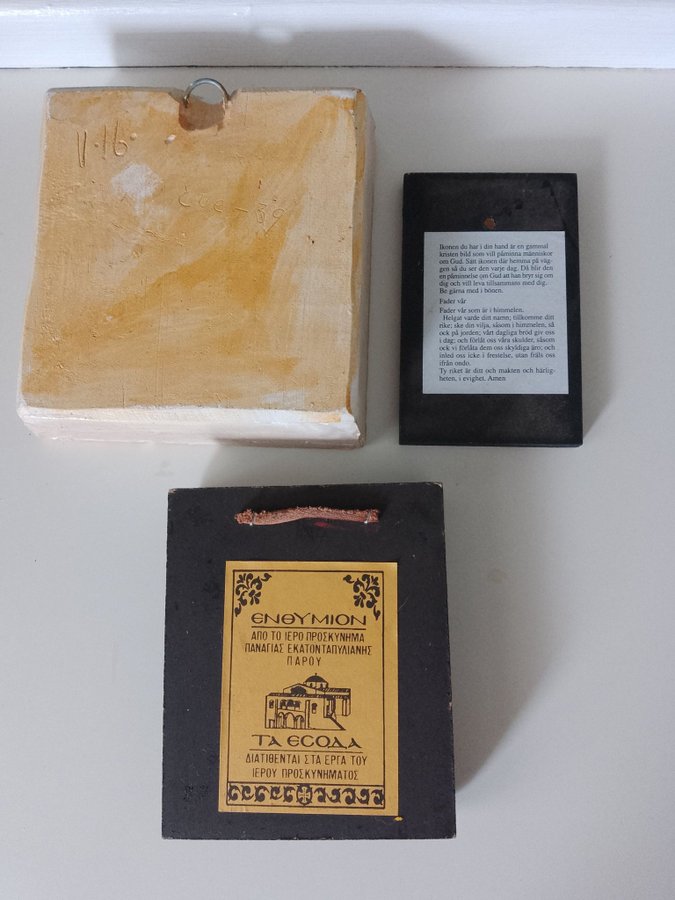 V·16
Ikonen du har i din hand är en gammal
kristen bild som vill påminna människor
om Gud. Sätt ikonen där hemma på väg-
gen så du ser den varje dag. Då blir den
en påminnelse om Gud att han bryr sig om
dig och vill leva tillsammans med dig.
Be gärna med i bönen.
Fader vår
Fader vår som är i himmelen.
Helgat varde ditt namn; tillkomme ditt
rike; ske din vilja, såsom i himmelen, så
ock på jorden; vårt dagliga bröd giv oss
i dag; och förlåt oss våra skulder, såsom
ock vi förlåta dem oss skyldiga äro; och
inled oss icke i frestelse, utan fräls oss
ifrån ondo.
Ty riket är ditt och makten och härlig-
heten, i evighet. Amen
ΕΝΘΥΜΙΟΝ
ΑΠΟ ΤΟ ΙΕΡΟ ΠΡΟΣΚΥΝΗΜΑ
ΠΑΝΑΓΙΑΣ ΕΚΑΤΟΝΤΑΠΥΛΙΑΝΗΣ
ΠΑΡΟΥ
ΤΑ ΕΣΟΔΑ
ΔΙΑΤΙΘΕΝΤΑΙ ΣΤΑ ΕΡΓΑ ΤΟΥ
ΙΕΡΟΥ ΠΡΟΣΚΥΝΗΜΑΤΟΣ